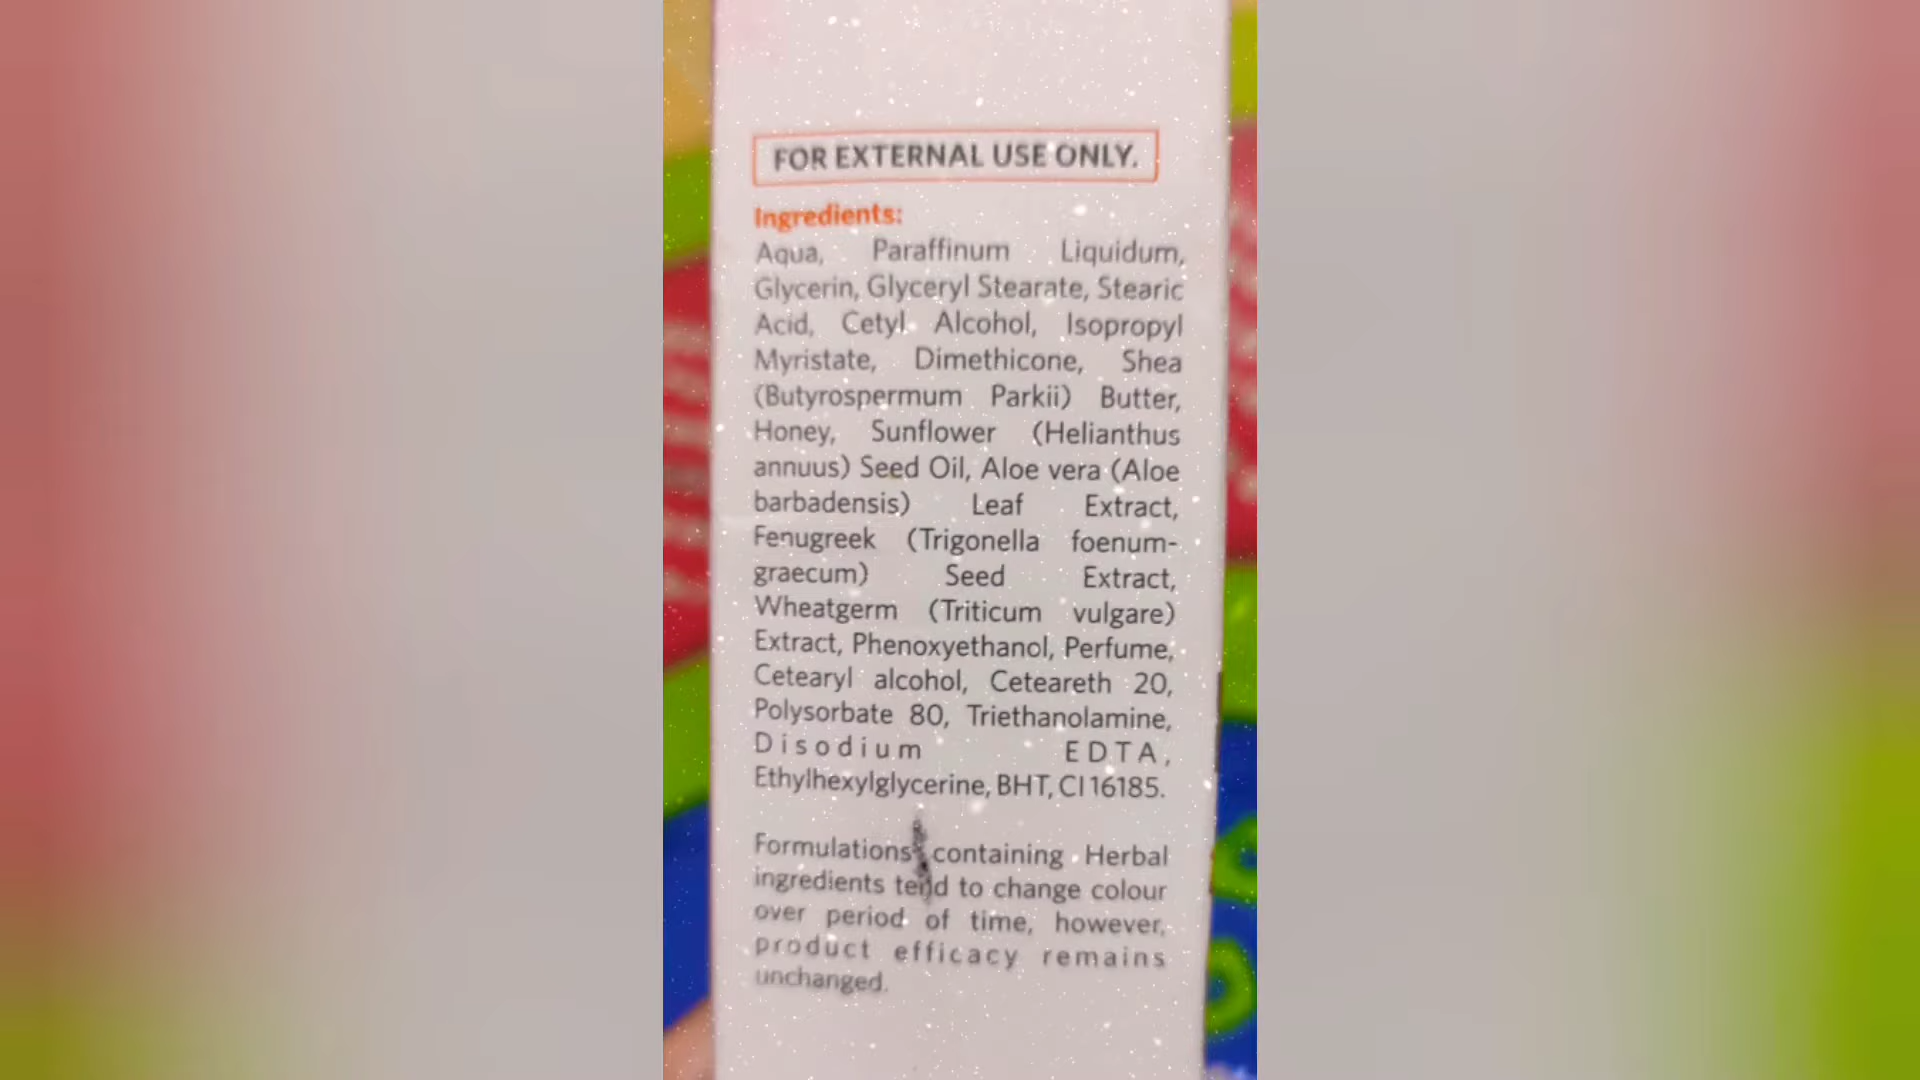 FOR EXTERNAL USE ONLY.
Ingredients:
Aqua, Paraffinum Liquidum,
Glycerin, Glyceryl Stearate, Stearic
Acid, Cetyl Alcohol, Isopropyl
Myristate, Dimethicone, Shea
(Butyrospermum Parkii) Butter,
Honey, Sunflower (Helianthus
annuus) Seed Oil, Aloe vera (Aloe
barbadensis) Leaf Extract,
Fenugreek (Trigonella foenum-
graecum) Seed Extract,
Wheatgerm (Triticum vulgare)
Extract, Phenoxyethanol, Perfume,
Cetearyl alcohol, Ceteareth 20,
Polysorbate 80, Triethanolamine,
Disodium EDTA,
Ethylhexylglycerine, BHT, CI 16185.
Formulations containing Herbal
ingredients tend to change colour
over period of time, however,
product efficacy remains
unchanged.